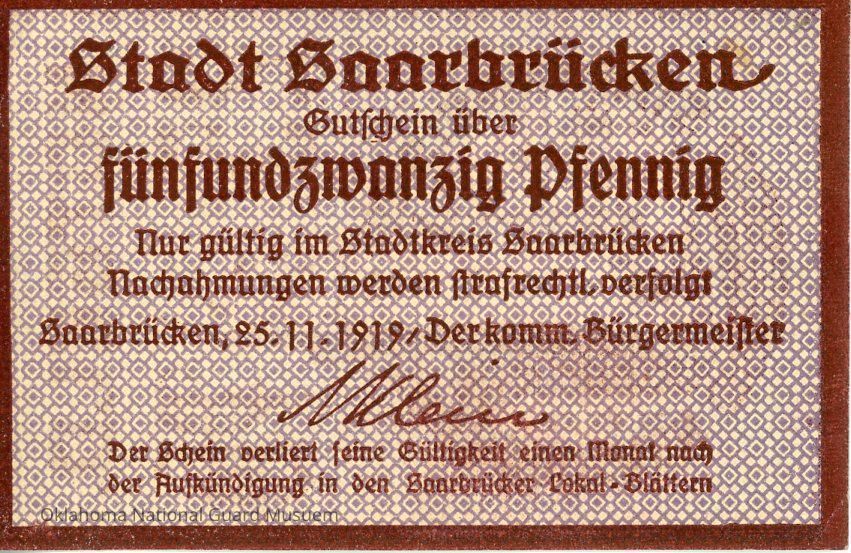 Stadt Saarbrücken
Gutschein über
fünfundzwanzig Pfennig
Nur gültig im Stadtkreis Saarbrücken
Nachahmungen werden strafrechtl. verfolgt
Saarbrücken, 25.11.1919, Der komm. Bürgermeister
Klein
Der Schein verliert seine Gültigkeit einen Monat nach
der Aufkündigung in den Saarbrücker Lokal-Blättern
Oklahoma National Guard Musuem